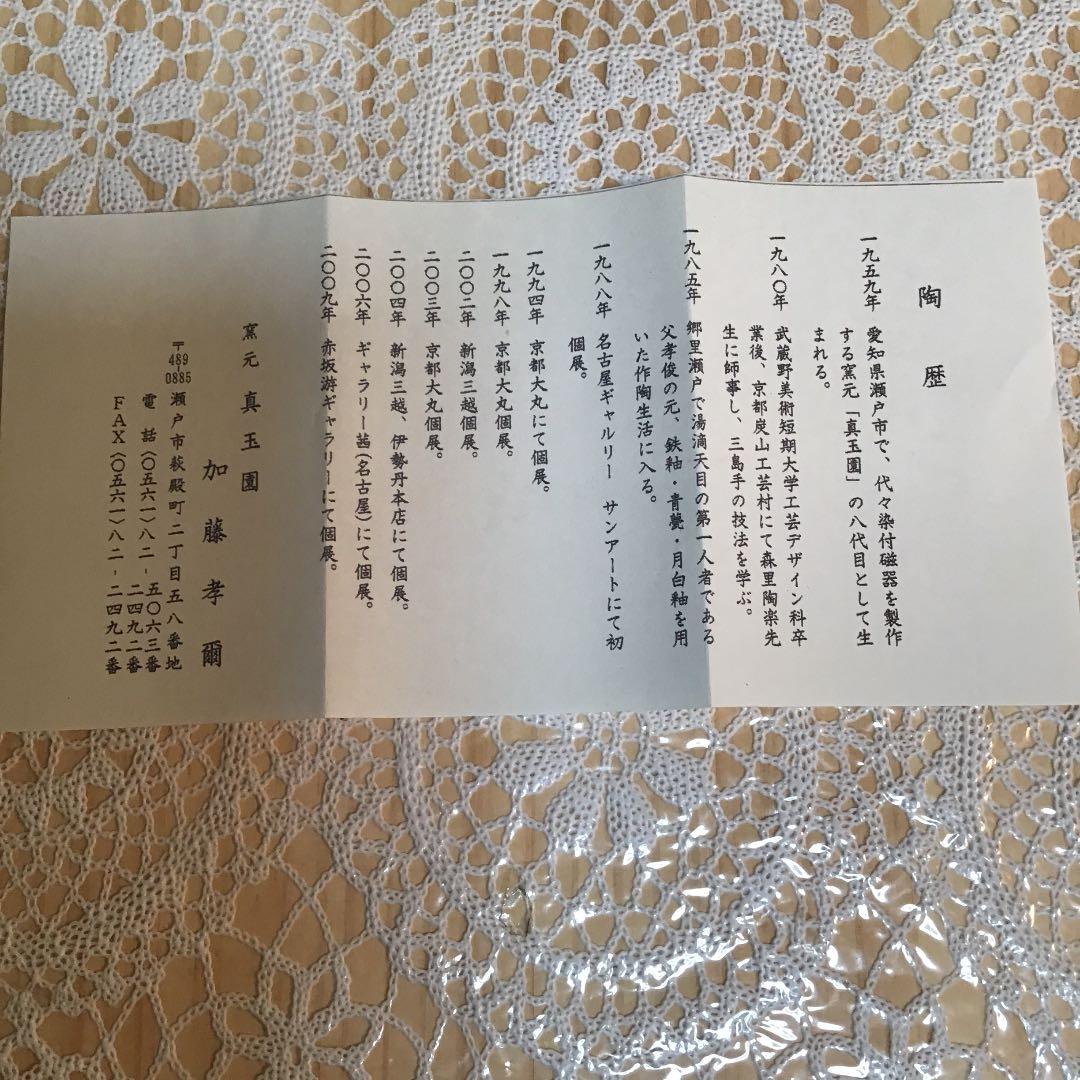 陶歴
一九五九年 愛知県瀬戸市で、代々染付磁器を製作
する窯元「真玉園」の八代目として生
まれる。
一九八〇年 武蔵野美術短期大学工芸デザイン科卒
業後、京都炭山工芸村にて森里陶楽先
生に師事し、三島手の技法を学ぶ。
一九八五年 郷里瀬戸で湯滴天目の第一人者である
父孝俊の元、鉄釉・青甆・月白釉を用
いた作陶生活に入る。
一九八八年 名古屋ギャルリー サンアートにて初
個展。
一九九四年 京都大丸にて個展。
一九九八年 京都大丸個展。
二〇〇二年 新潟三越個展。
二〇〇三年 京都大丸個展。
二〇〇四年 新潟三越、伊勢丹本店にて個展。
二〇〇六年 ギャラリー茜(名古屋)にて個展。
二〇〇九年 赤坂游ギャラリーにて個展。
窯元 真玉園
加藤孝爾
〒489-0885 瀬戸市萩殿町二丁目五八番地
電話(〇五六一)八二-五〇六三番
二四九二番
FAX(〇五六一)八二-二四九二番